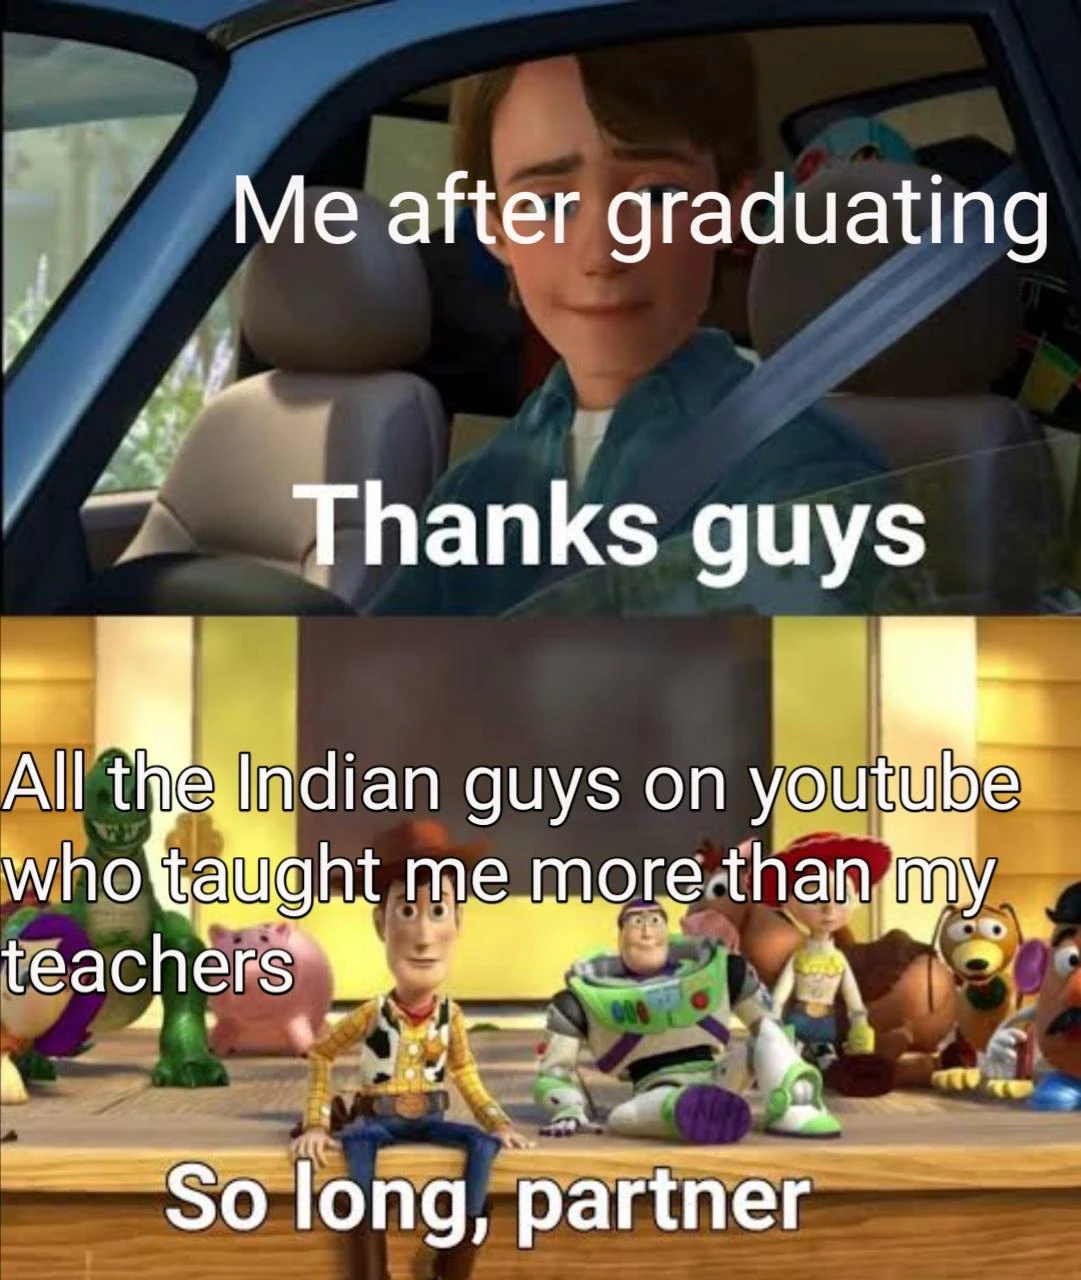 Me after graduating
Thanks guys
All the Indian guys on youtube
who taught me more than my
teachers
So long, partner